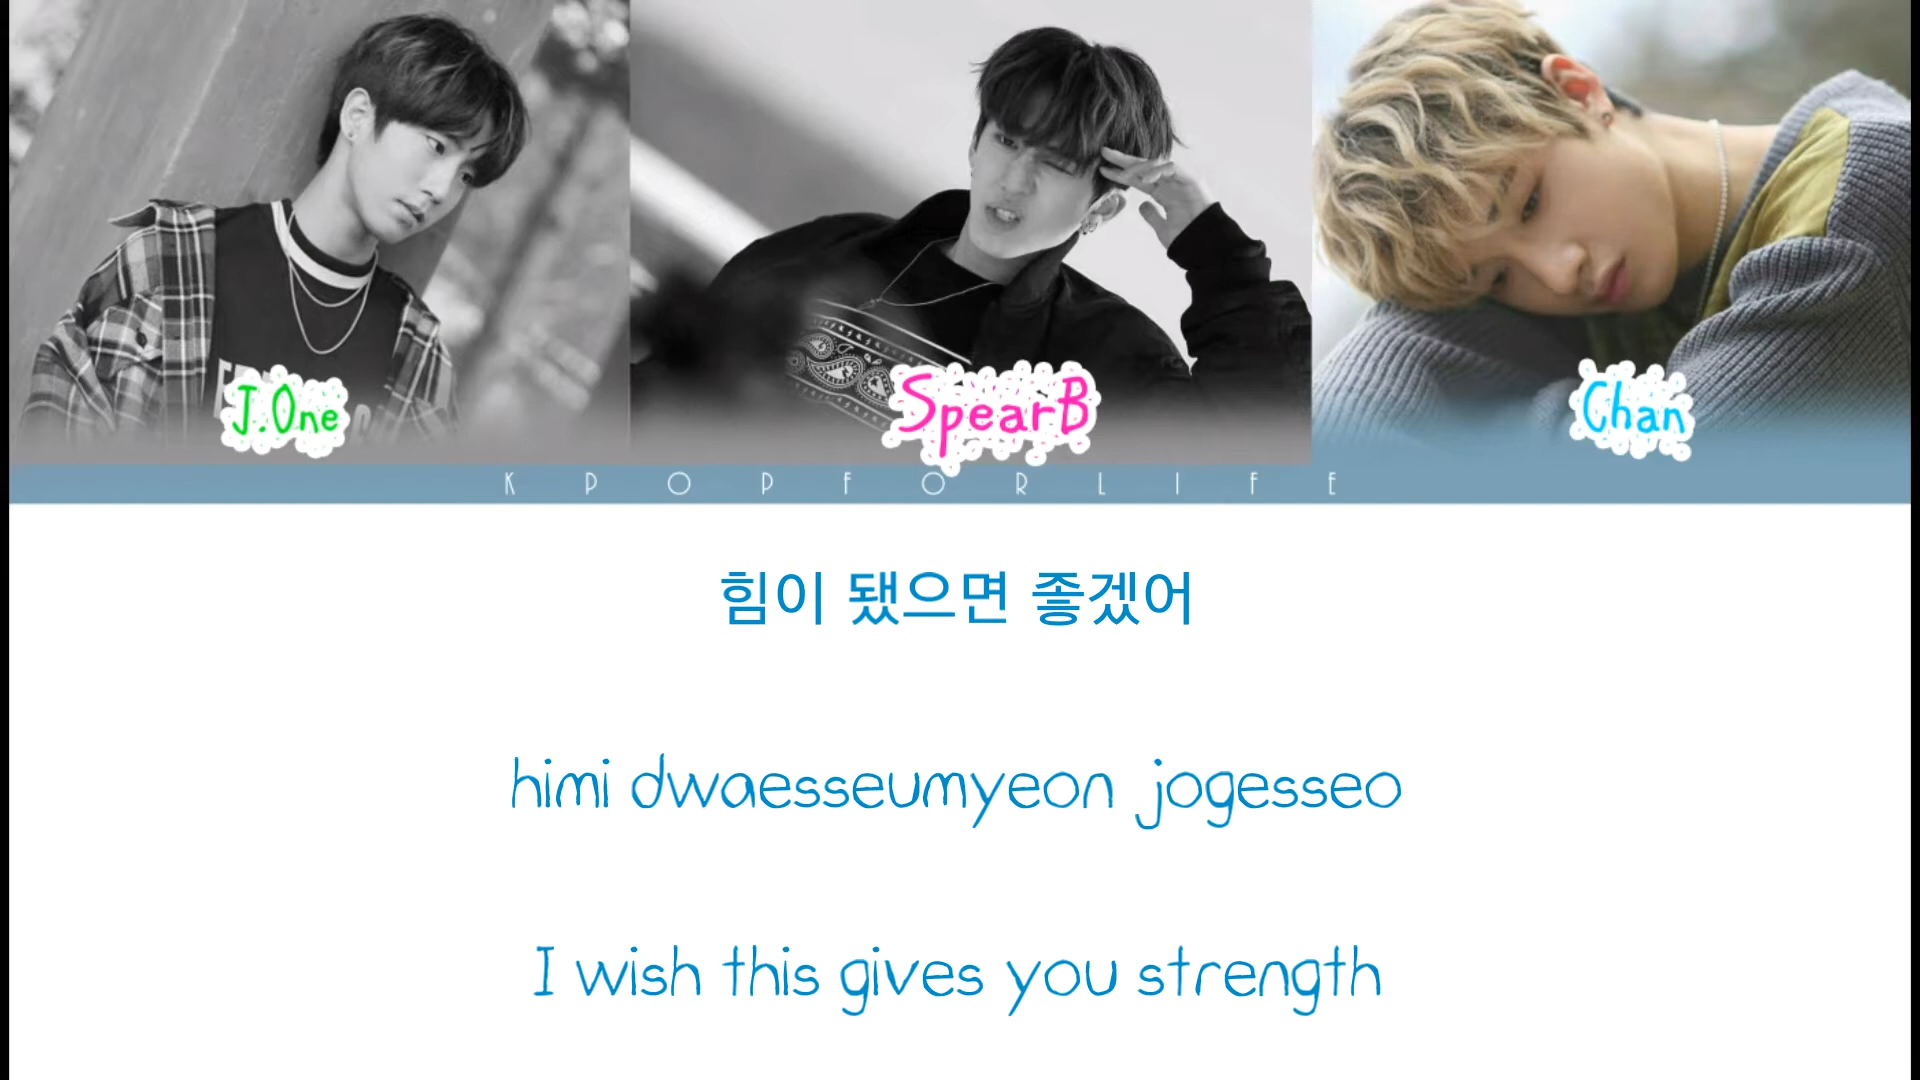 J.One
SpearB
Chan
KPOPFORLIFE
힘이 됐으면 좋겠어
himi dwaesseumyeon jogesseo
I wish this gives you strength